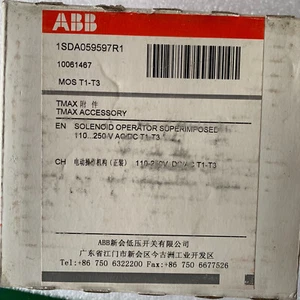 ABB
1SDA059597R1
10061467
MOS T1-T3
TMAX 附件
TMAX ACCESSORY
EN SOLENOID OPERATOR SUPERIMPOSED
110...250 V AC/DC T1-T3
CH 电动操作机构（正装） 110-250V DC/AC T1-T3
ABB新会低压开关有限公司
广东省江门市新会区今古洲工业开发区
Tel:+ 86 750 6322200 Fax:+ 86 750 6677526